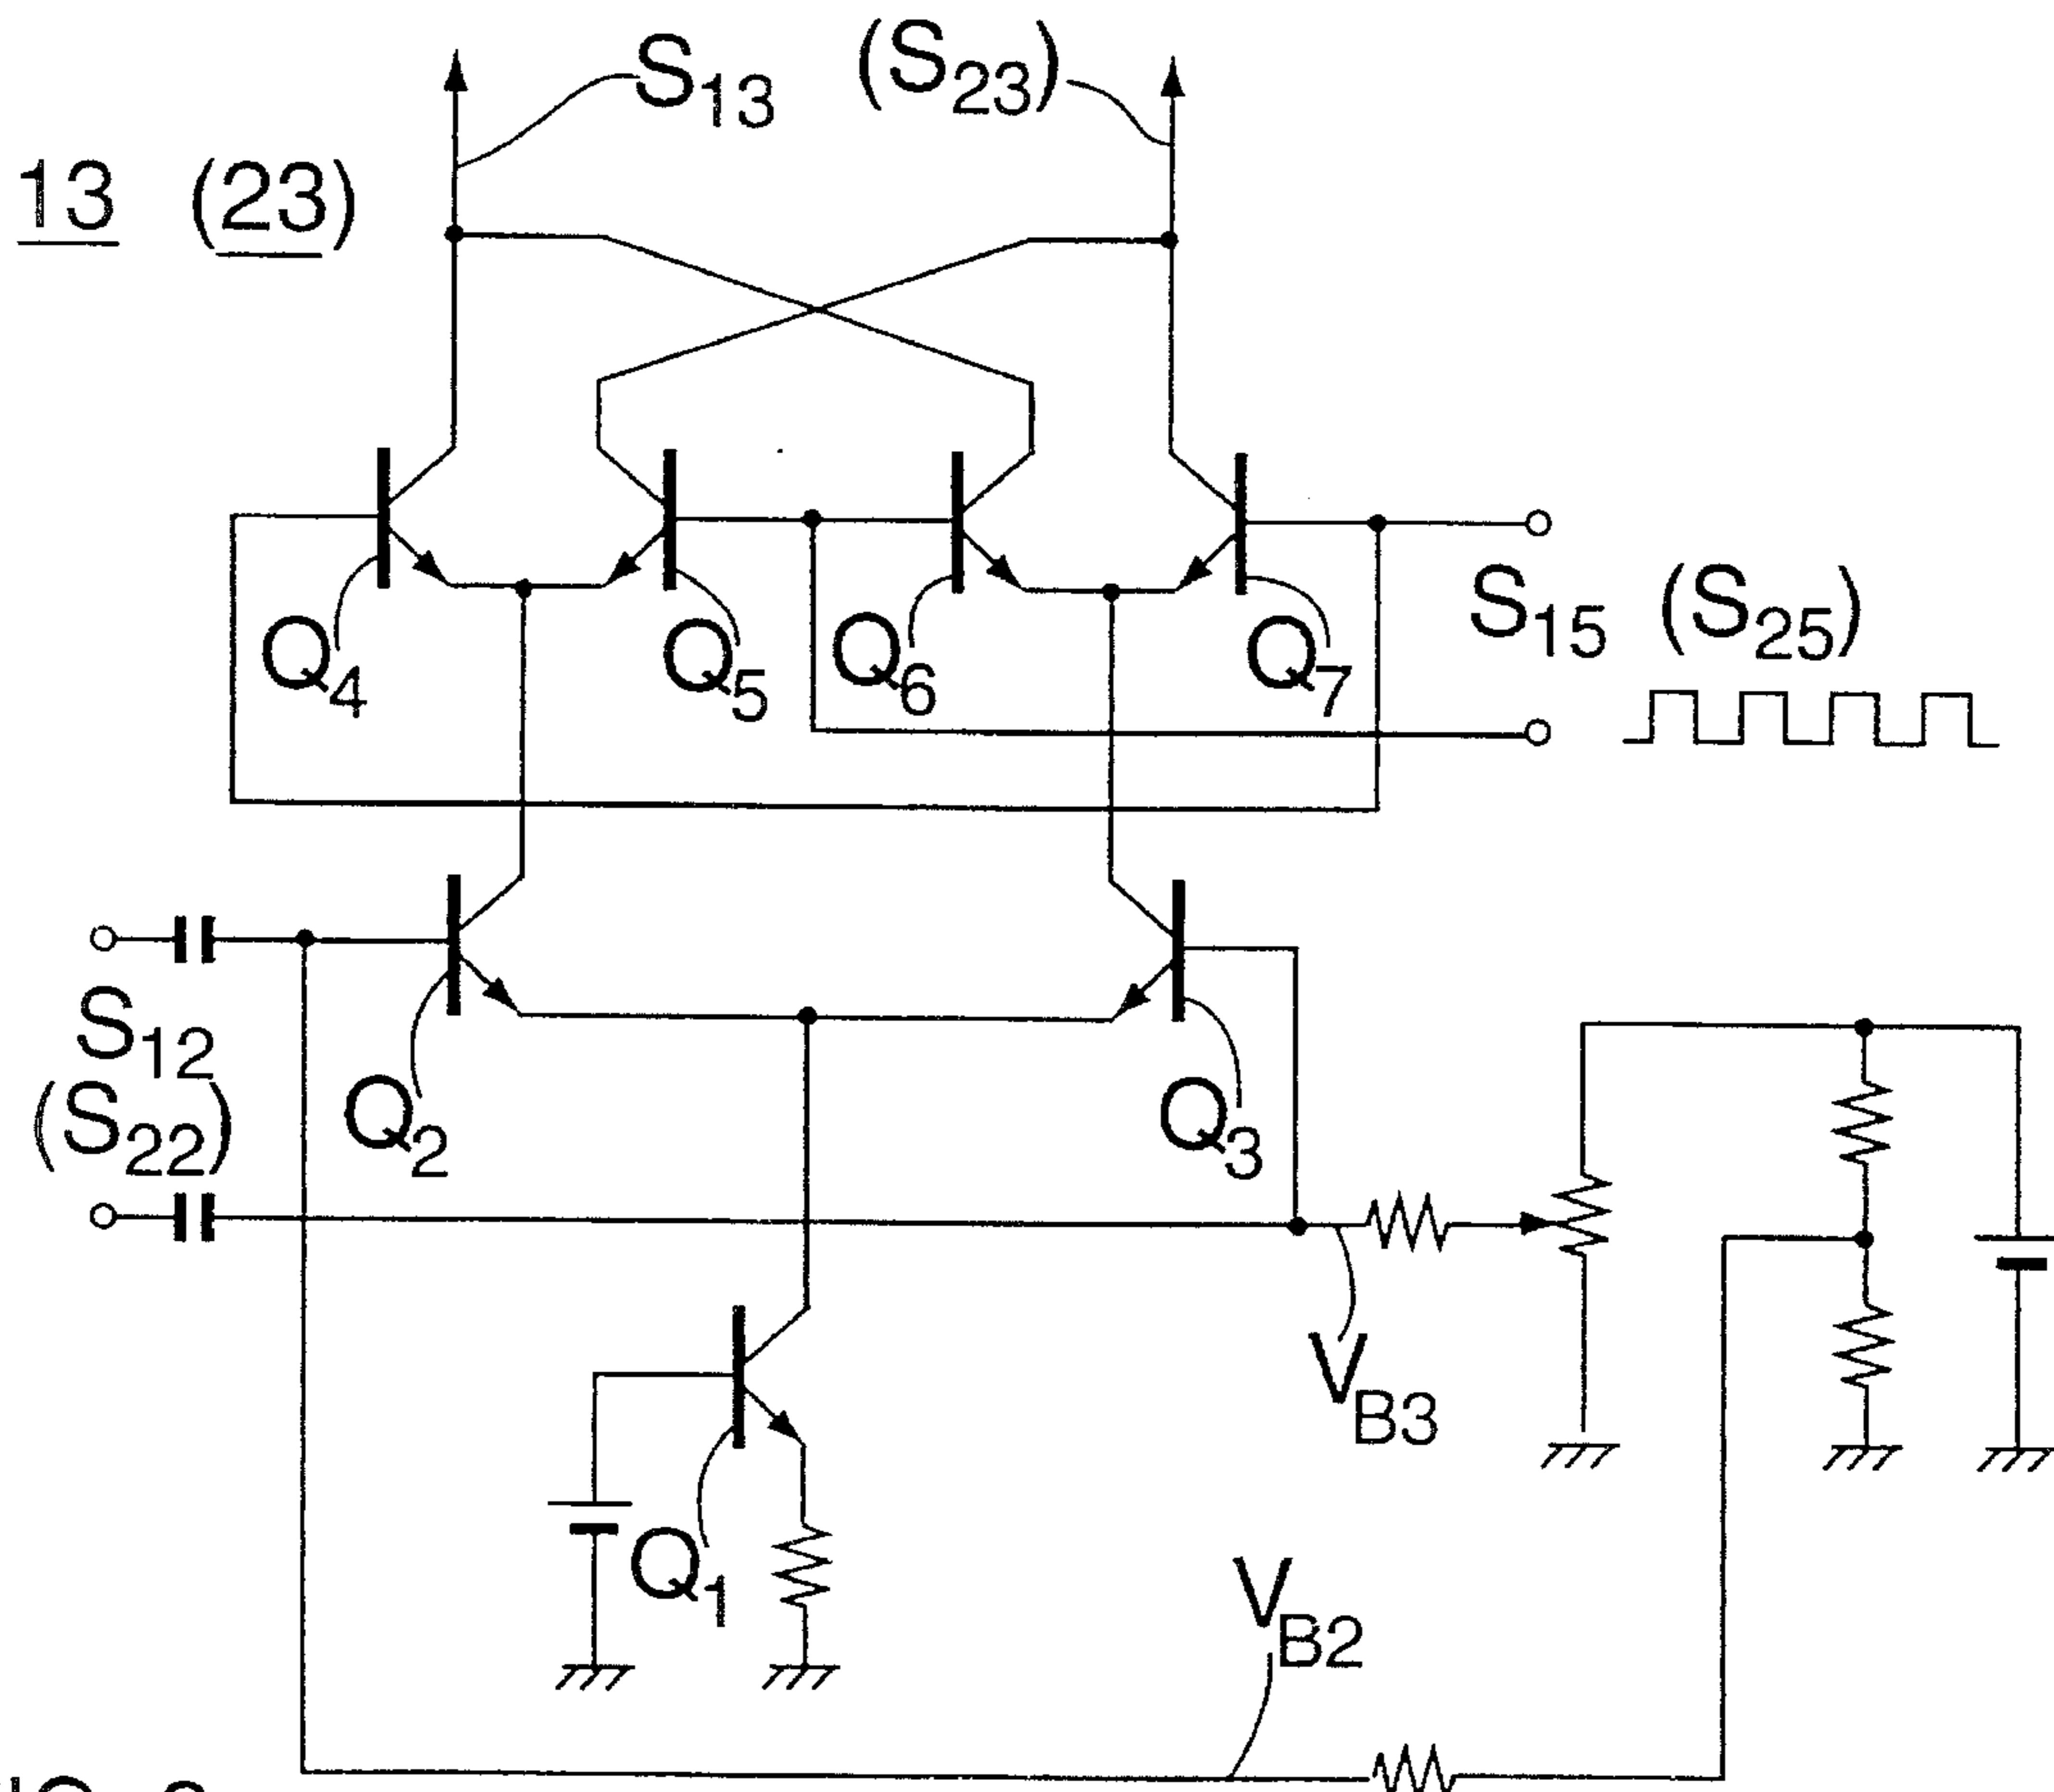 S13 (S23)
13 (23)
Q4 Q5 Q6 Q7
S15 (S25)
S12
(S22)
Q2 Q3
VB3
Q1
VB2